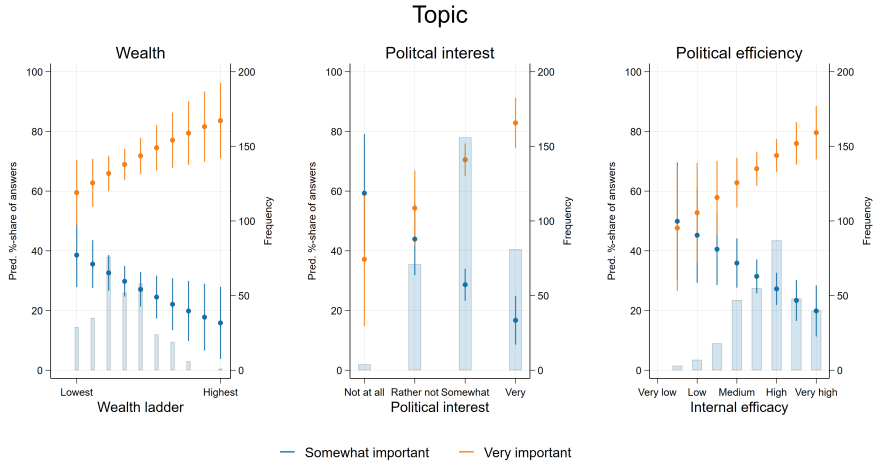 Topic
Wealth
100
80
60
40
20
0
200
150
100
50
0
Pred. %-share of answers
Frequency
Lowest Highest
Wealth ladder
Politcal interest
100
80
60
40
20
0
200
150
100
50
0
Pred. %-share of answers
Frequency
Not at all Rather not Somewhat Very
Political interest
Political efficiency
100
80
60
40
20
0
200
150
100
50
0
Pred. %-share of answers
Frequency
Very low Low Medium High Very high
Internal efficacy
Somewhat important Very important